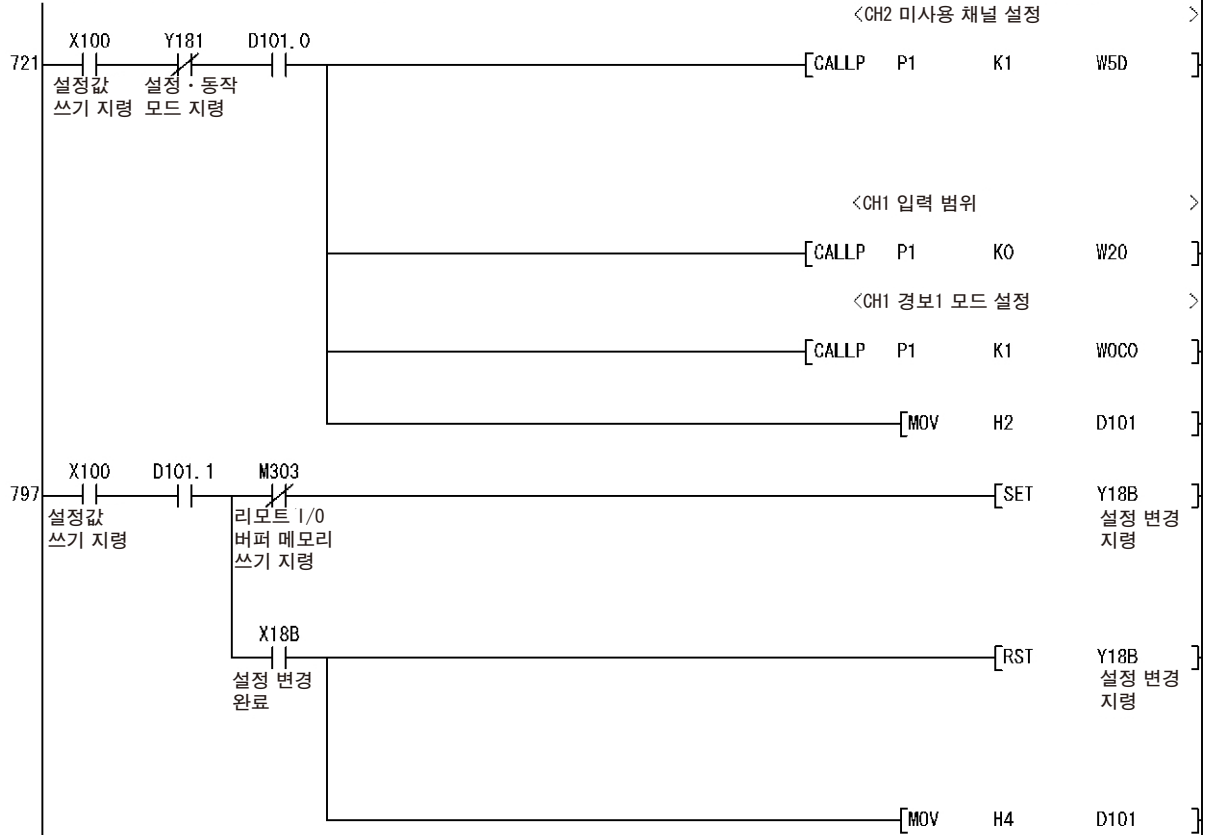 <CH2 미사용 채널 설정 >
X100 Y181 D101.0
721 [CALLP P1 K1 W5D ]
설정값 설정·동작
쓰기 지령 모드 지령
<CH1 입력 범위 >
[CALLP P1 K0 W20 ]
<CH1 경보1 모드 설정 >
[CALLP P1 K1 W0C0 ]
[MOV H2 D101 ]
X100 D101.1 M303
797 [SET Y18B ]
설정값 리모트 I/O 설정 변경
쓰기 지령 버퍼 메모리 지령
쓰기 지령
X18B
[RST Y18B ]
설정 변경 설정 변경
완료 지령
[MOV H4 D101 ]